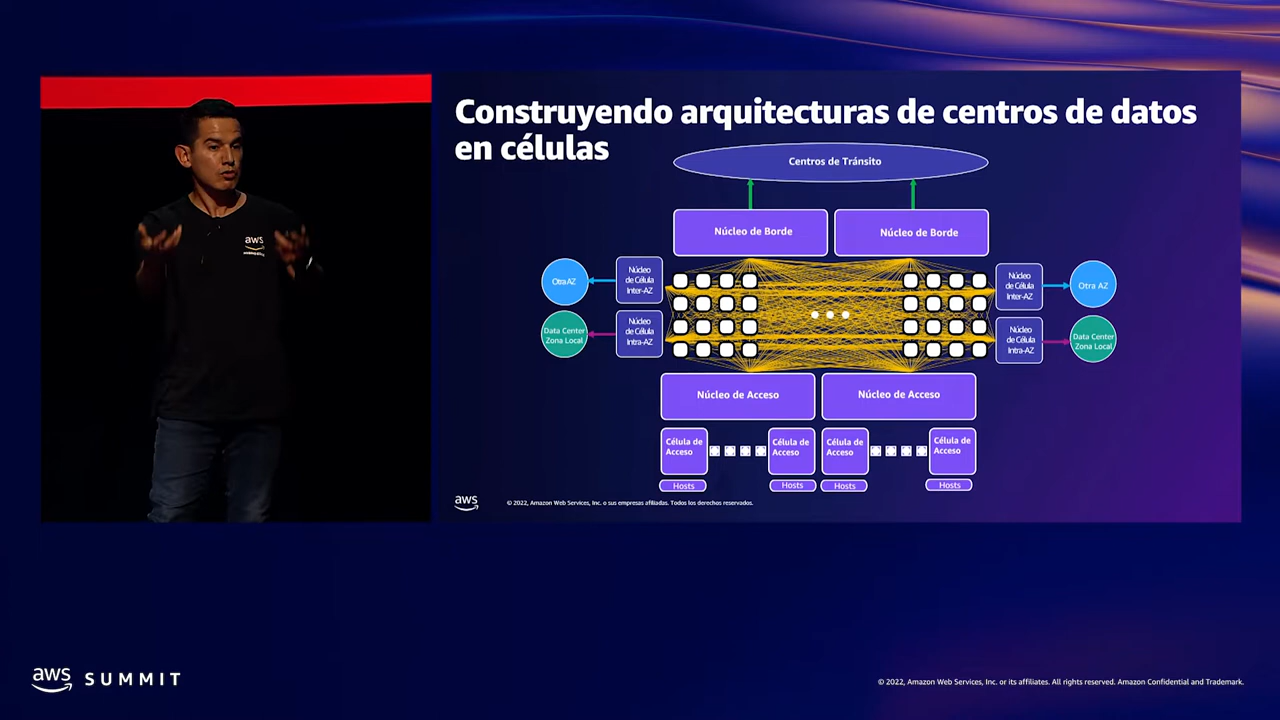 Construyendo arquitecturas de centros de datos
en células
Centros de Tránsito
Núcleo de Borde
Núcleo de Borde
Otra AZ
Núcleo
de Célula
Inter-AZ
Núcleo
de Célula
Inter-AZ
Otra AZ
Data Center
Zona Local
Núcleo
de Célula
Intra-AZ
Núcleo
de Célula
Intra-AZ
Data Center
Zona Local
Núcleo de Acceso
Núcleo de Acceso
Célula de
Acceso
Célula de
Acceso
Célula de
Acceso
Célula de
Acceso
Hosts
Hosts
Hosts
Hosts
aws
© 2022, Amazon Web Services, Inc. o sus empresas affiliadas. Todos los derechos reservados.
aws
aws SUMMIT
© 2022, Amazon Web Services, Inc. or its affiliates. All rights reserved. Amazon Confidential and Trademark.